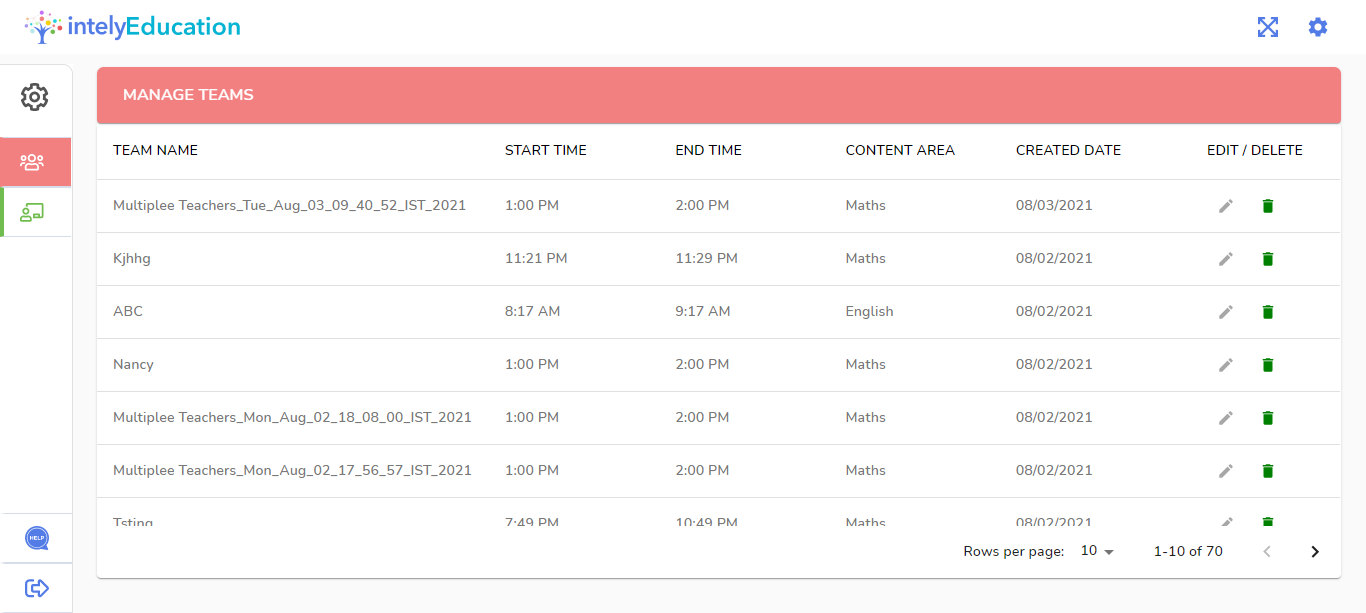 intelyEducation
MANAGE TEAMS
TEAM NAME START TIME END TIME CONTENT AREA CREATED DATE EDIT / DELETE
Multiplee Teachers_Tue_Aug_03_09_40_52_IST_2021 1:00 PM 2:00 PM Maths 08/03/2021
Kjhhg 11:21 PM 11:29 PM Maths 08/02/2021
ABC 8:17 AM 9:17 AM English 08/02/2021
Nancy 1:00 PM 2:00 PM Maths 08/02/2021
Multiplee Teachers_Mon_Aug_02_18_08_00_IST_2021 1:00 PM 2:00 PM Maths 08/02/2021
Multiplee Teachers_Mon_Aug_02_17_56_57_IST_2021 1:00 PM 2:00 PM Maths 08/02/2021
Tsting 7:49 PM 10:49 PM Maths 08/02/2021
HELP
Rows per page: 10 1-10 of 70